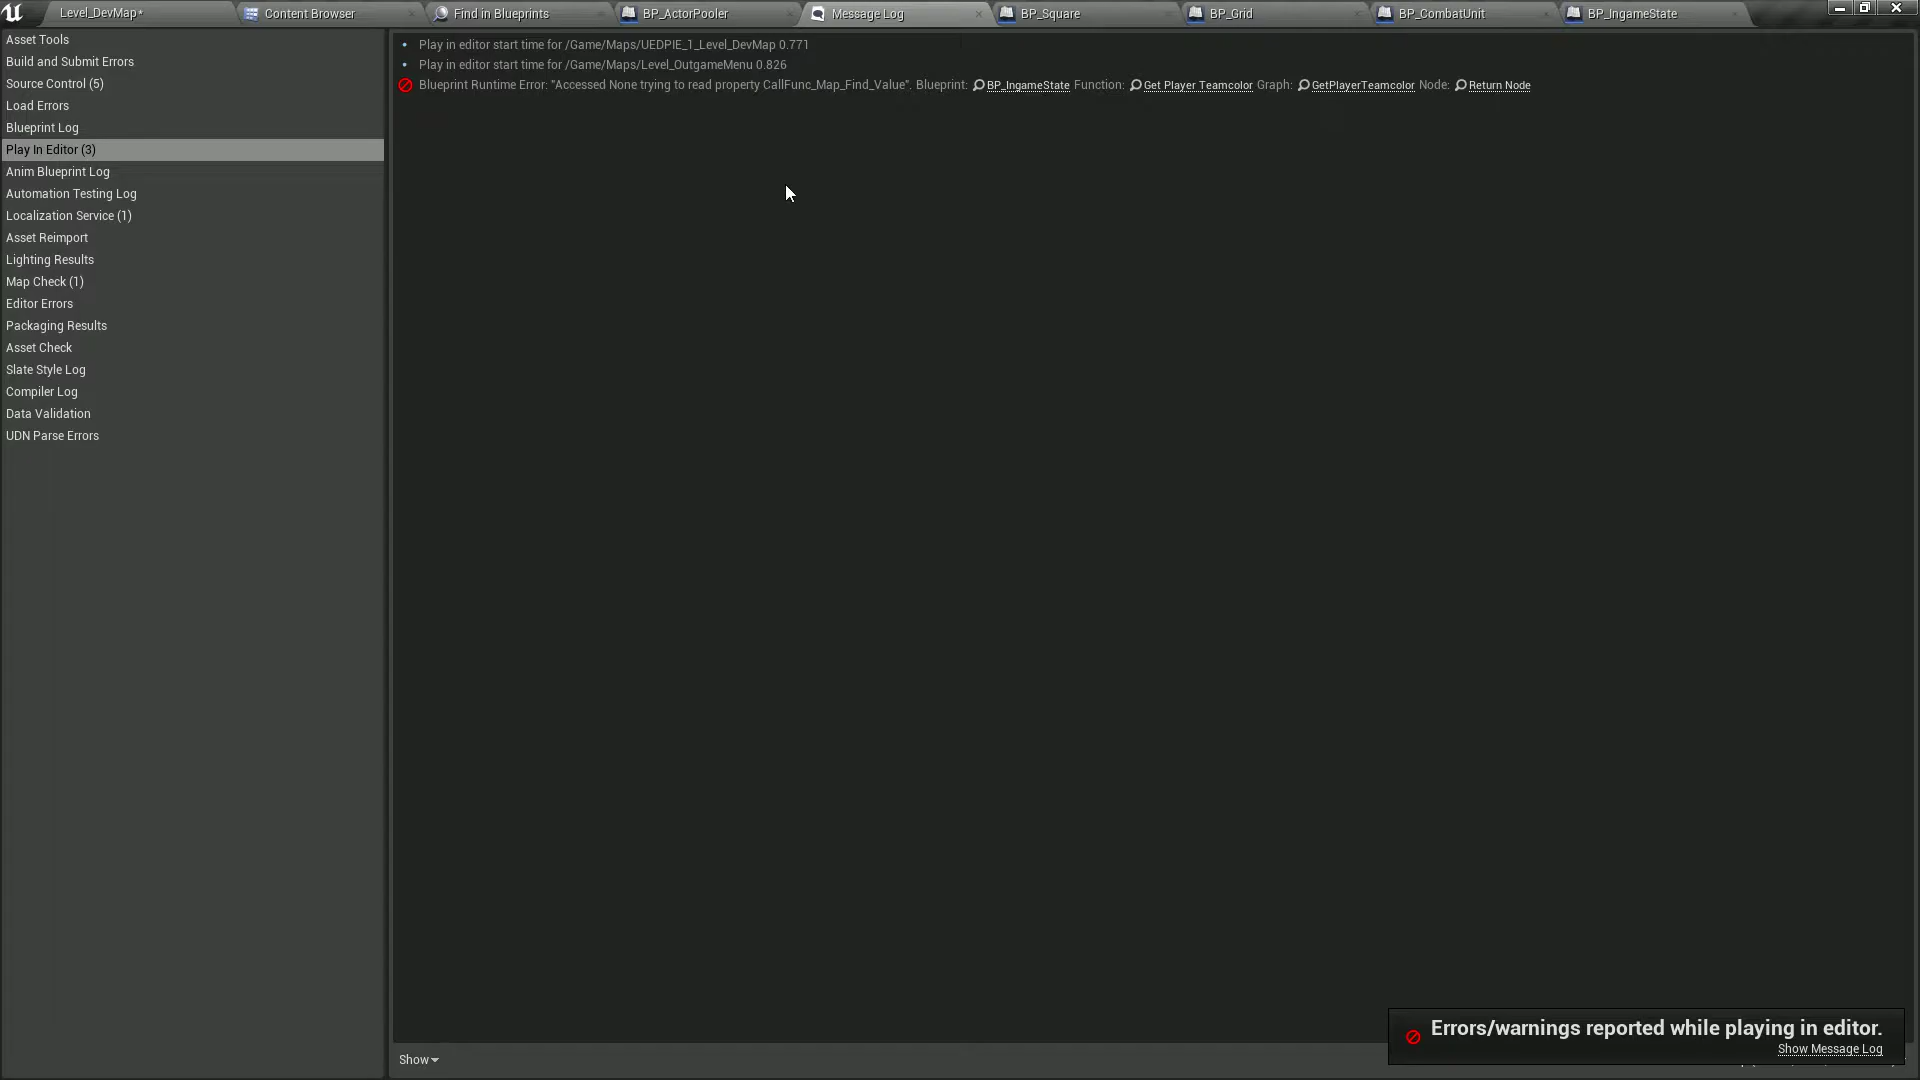 Level_DevMap*
Content Browser
Find in Blueprints
BP_ActorPooler
Message Log
BP_Square
BP_Grid
BP_CombatUnit
BP_IngameState
Asset Tools
Build and Submit Errors
Source Control (5)
Load Errors
Blueprint Log
Play In Editor (3)
Anim Blueprint Log
Automation Testing Log
Localization Service (1)
Asset Reimport
Lighting Results
Map Check (1)
Editor Errors
Packaging Results
Asset Check
Slate Style Log
Compiler Log
Data Validation
UDN Parse Errors
Play in editor start time for /Game/Maps/UEDPIE_1_Level_DevMap 0.771
Play in editor start time for /Game/Maps/Level_OutgameMenu 0.826
Blueprint Runtime Error: "Accessed None trying to read property CallFunc_Map_Find_Value". Blueprint: BP_IngameState Function: Get Player Teamcolor Graph: GetPlayerTeamcolor Node: Return Node
Show
Errors/warnings reported while playing in editor.
Show Message Log